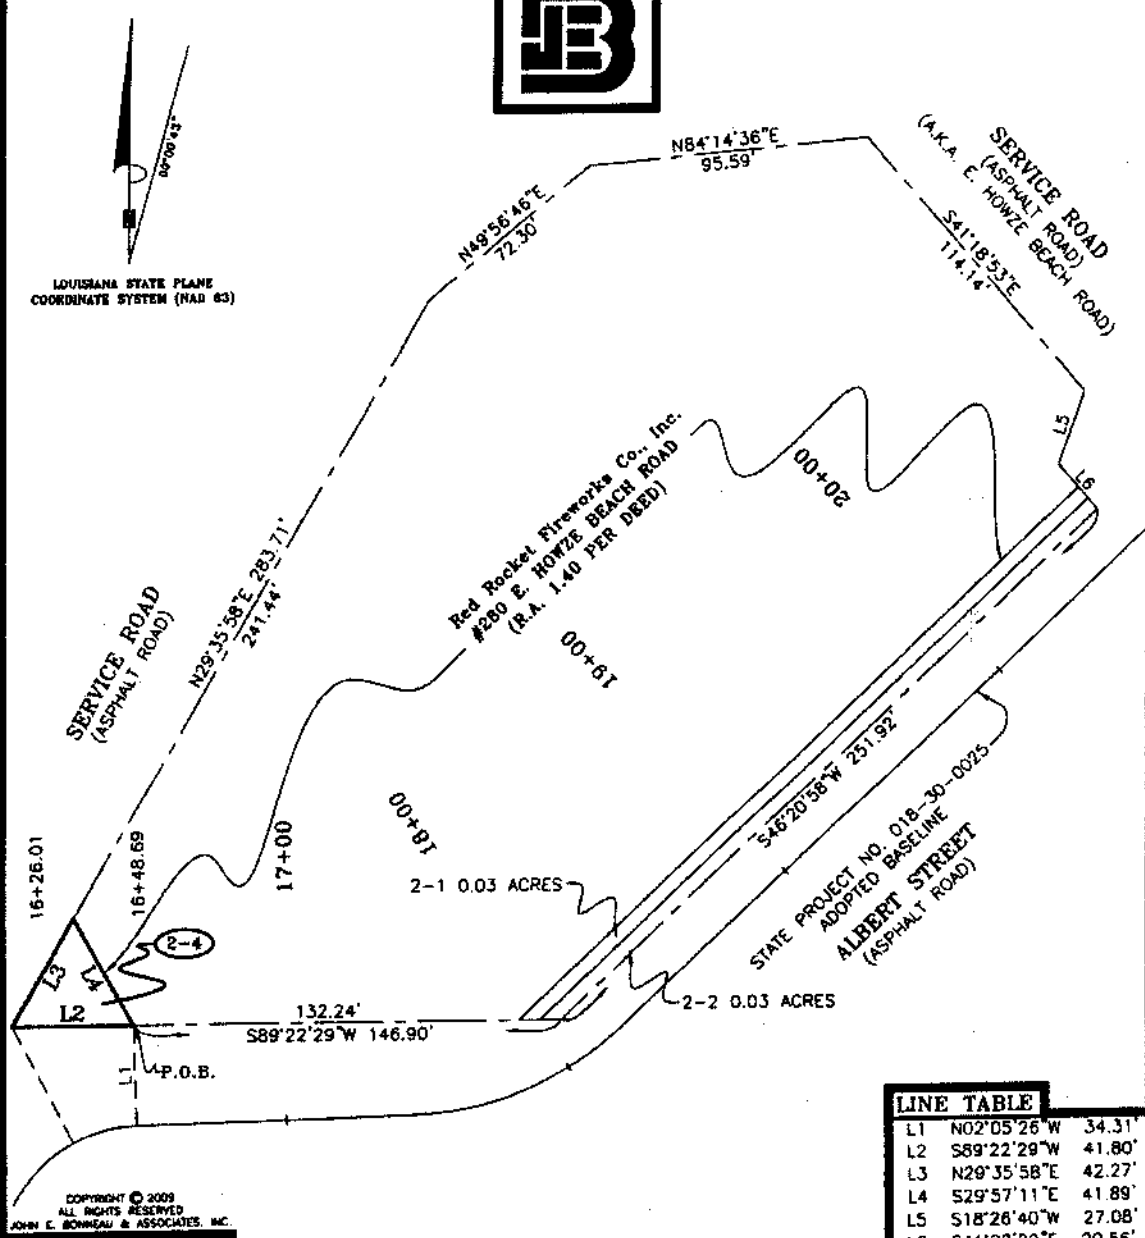 00°00'43"
LOUISIANA STATE PLANE
COORDINATE SYSTEM (NAD 83)
N84°14'36"E
95.59'
SERVICE ROAD
(ASPHALT ROAD)
(A.K.A. E. HOWZE BEACH ROAD)
N49°56'46"E
72.30'
S41°18'53"E
114.14'
L5
L6
Red Rocket Fireworks Co., Inc.
#280 E. HOWZE BEACH ROAD
(R.A. 1.40 PER DEED)
20+00
19+00
18+00
17+00
N29°35'58"E 283.71'
241.44'
SERVICE ROAD
(ASPHALT ROAD)
16+26.01
16+48.69
2-4
L3
L2
L1
P.O.B.
132.24'
S89°22'29"W 146.90'
2-1 0.03 ACRES
2-2 0.03 ACRES
S46°20'58"W 251.92'
STATE PROJECT NO. 018-30-0025
ADOPTED BASELINE
ALBERT STREET
(ASPHALT ROAD)
LINE TABLE
L1 N02°05'26"W 34.31'
L2 S89°22'29"W 41.80'
L3 N29°35'58"E 42.27'
L4 S29°57'11"E 41.89'
L5 S18°26'40"W 27.08'
COPYRIGHT © 2009
ALL RIGHTS RESERVED
JOHN E. BONNEAU & ASSOCIATES, INC.